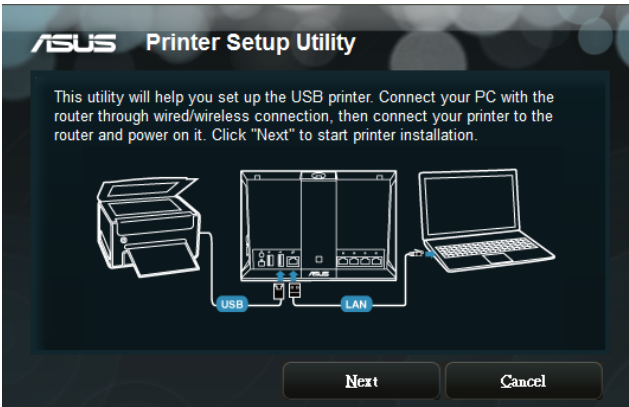 ASUS Printer Setup Utility
This utility will help you set up the USB printer. Connect your PC with the
router through wired/wireless connection, then connect your printer to the
router and power on it. Click "Next" to start printer installation.
ASUS
USB
LAN
Next
Cancel